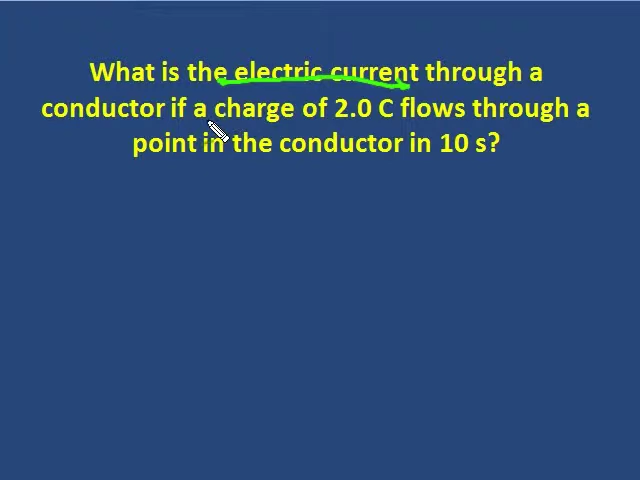 What is the electric current through a
conductor if a charge of 2.0 C flows through a
point in the conductor in 10 s?